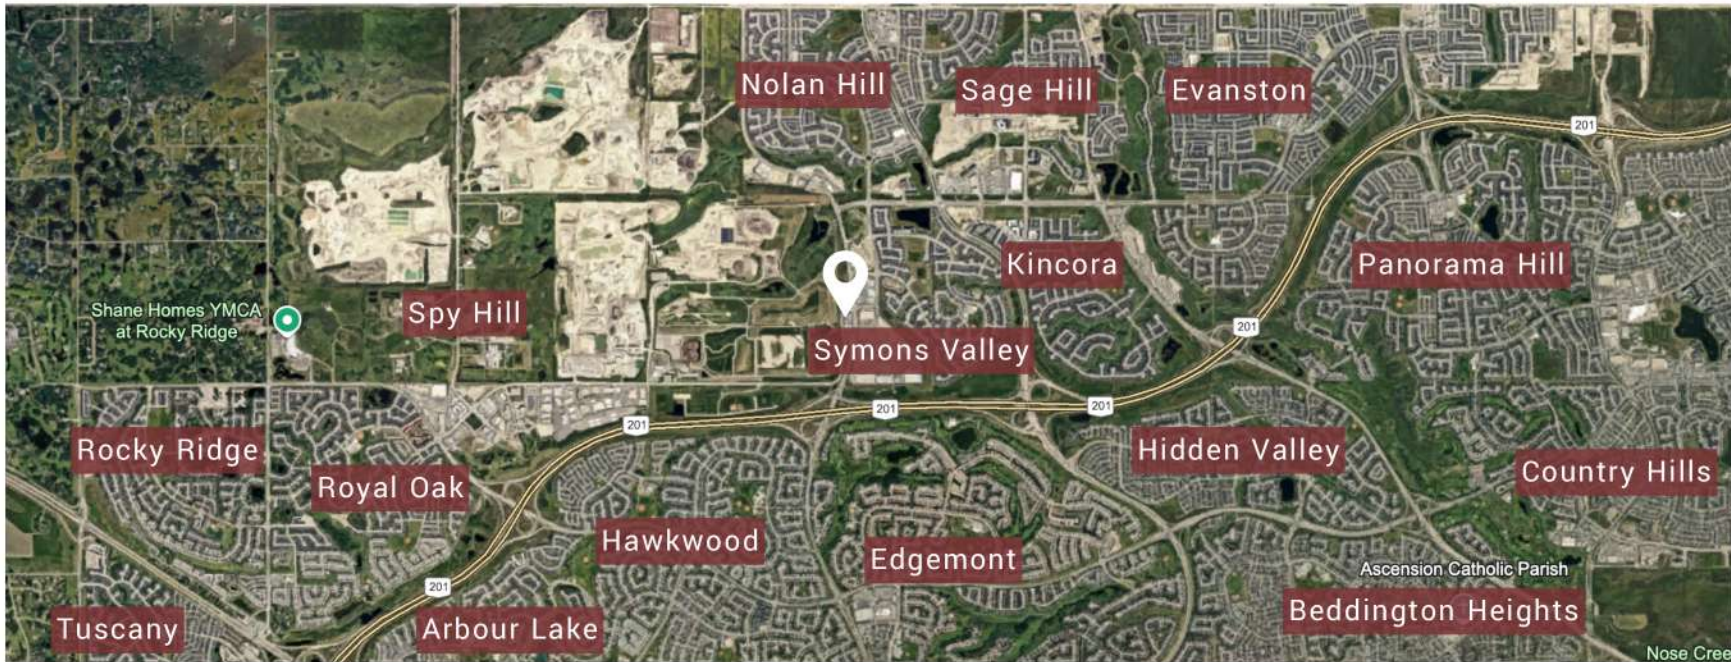 Nolan Hill
Sage Hill
Evanston
201
Kincora
Panorama Hill
Shane Homes YMCA
at Rocky Ridge
Spy Hill
201
Symons Valley
201
201
201
Rocky Ridge
Royal Oak
Hidden Valley
Country Hills
Hawkwood
Edgemont
Ascension Catholic Parish
201
Beddington Heights
Tuscany
Arbour Lake
Nose Cree